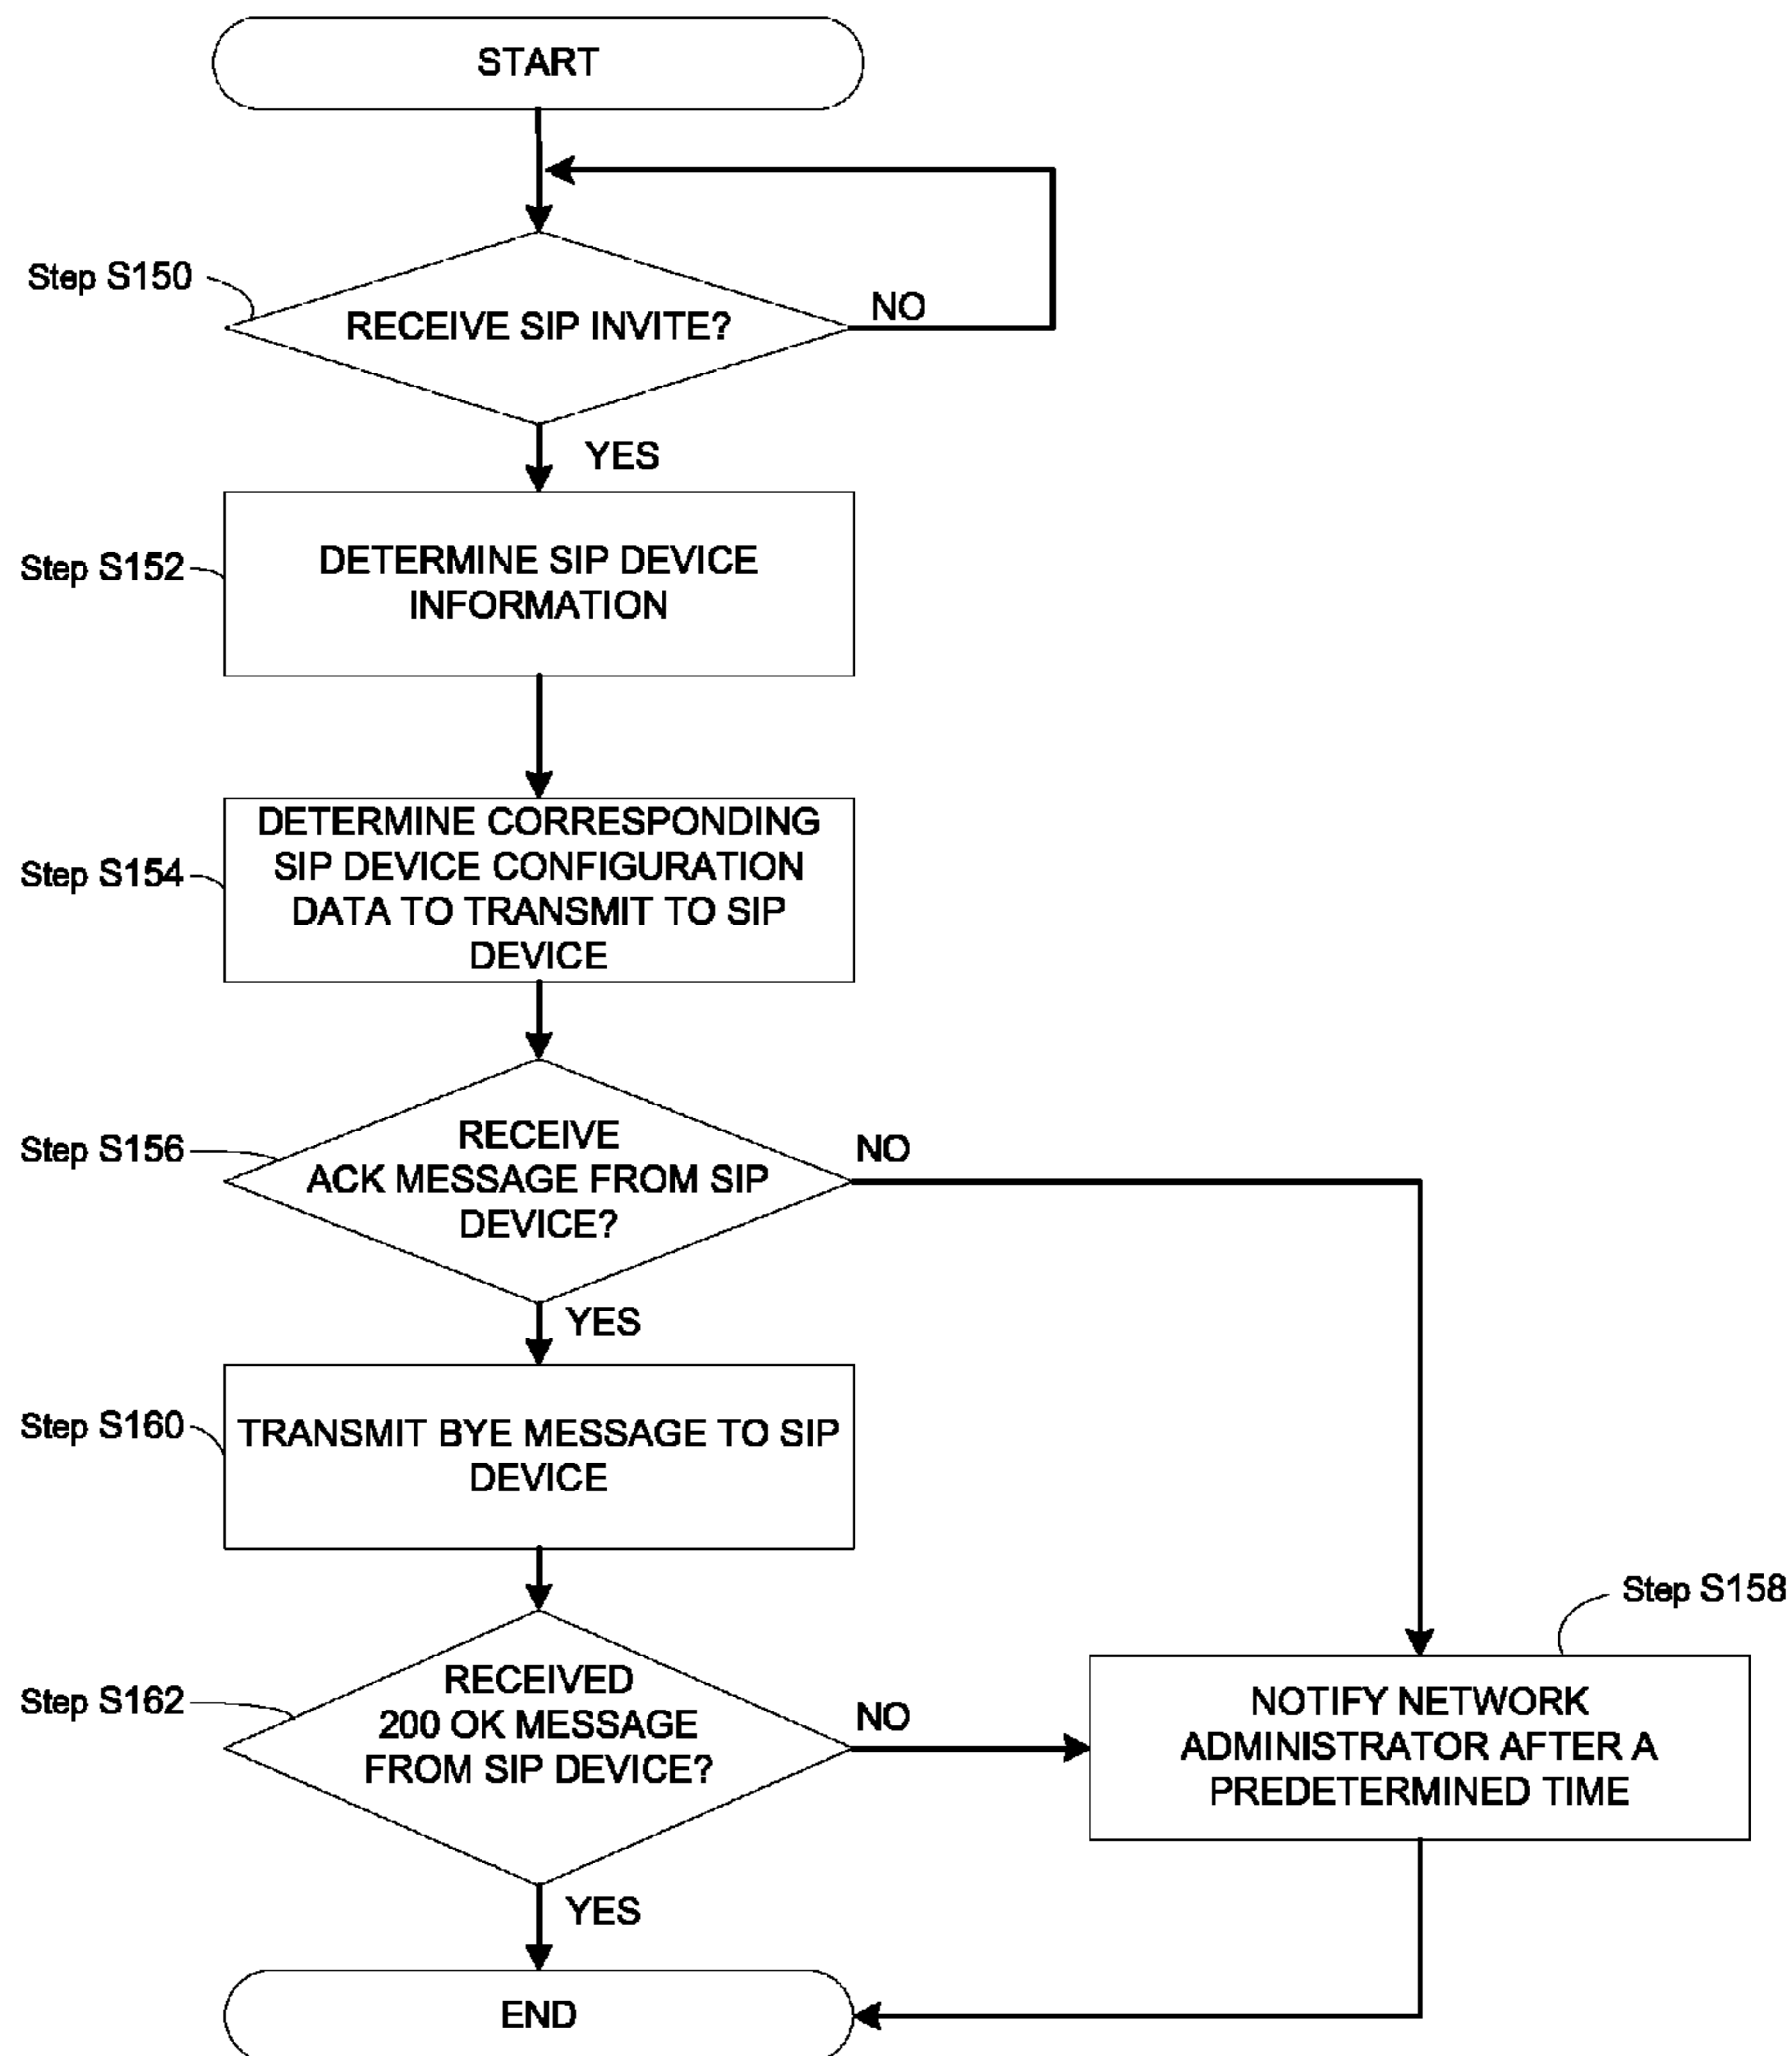 START
Step S150
RECEIVE SIP INVITE?
NO
YES
Step S152
DETERMINE SIP DEVICE
INFORMATION
Step S154
DETERMINE CORRESPONDING
SIP DEVICE CONFIGURATION
DATA TO TRANSMIT TO SIP
DEVICE
Step S156
RECEIVE
ACK MESSAGE FROM SIP
DEVICE?
NO
YES
Step S160
TRANSMIT BYE MESSAGE TO SIP
DEVICE
Step S158
NOTIFY NETWORK
ADMINISTRATOR AFTER A
PREDETERMINED TIME
Step S162
RECEIVED
200 OK MESSAGE
FROM SIP DEVICE?
NO
YES
END